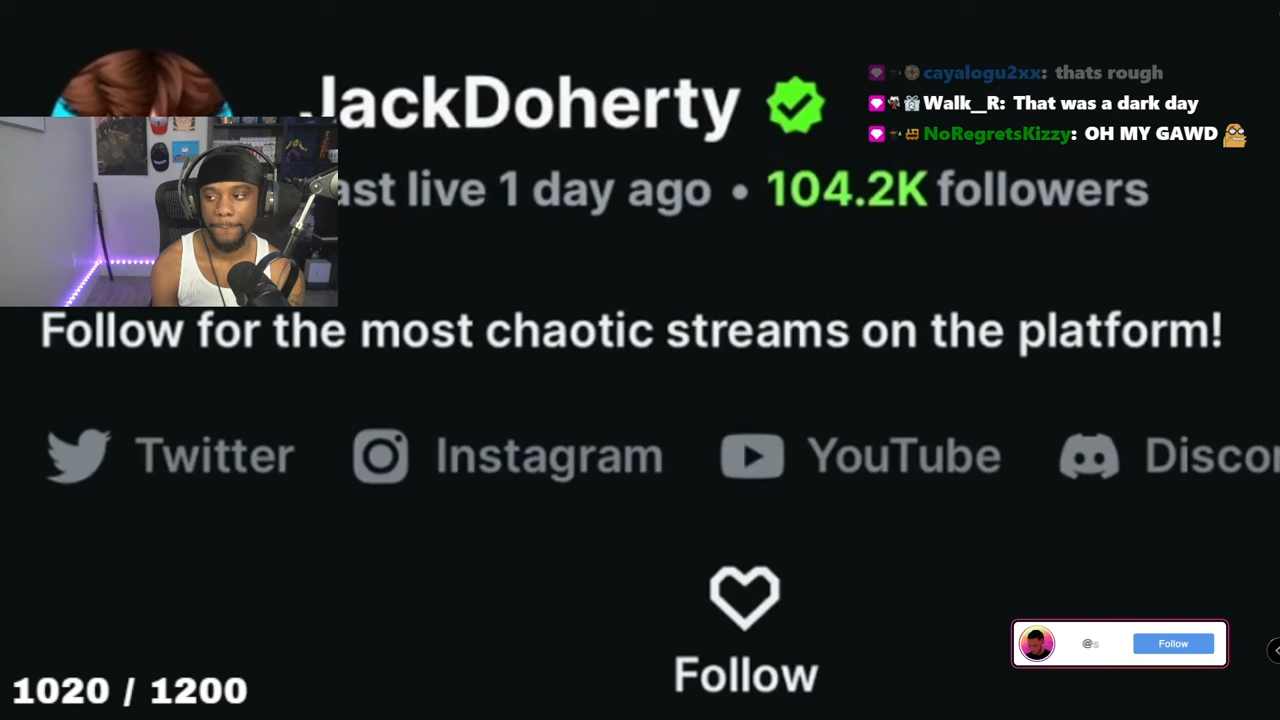 JackDoherty
cayalogu2xx: thats rough
Walk__R: That was a dark day
NoRegretsKizzy: OH MY GAWD
ast live 1 day ago • 104.2K followers
Follow for the most chaotic streams on the platform!
Twitter Instagram YouTube Discor
Follow
@s Follow
1020 / 1200